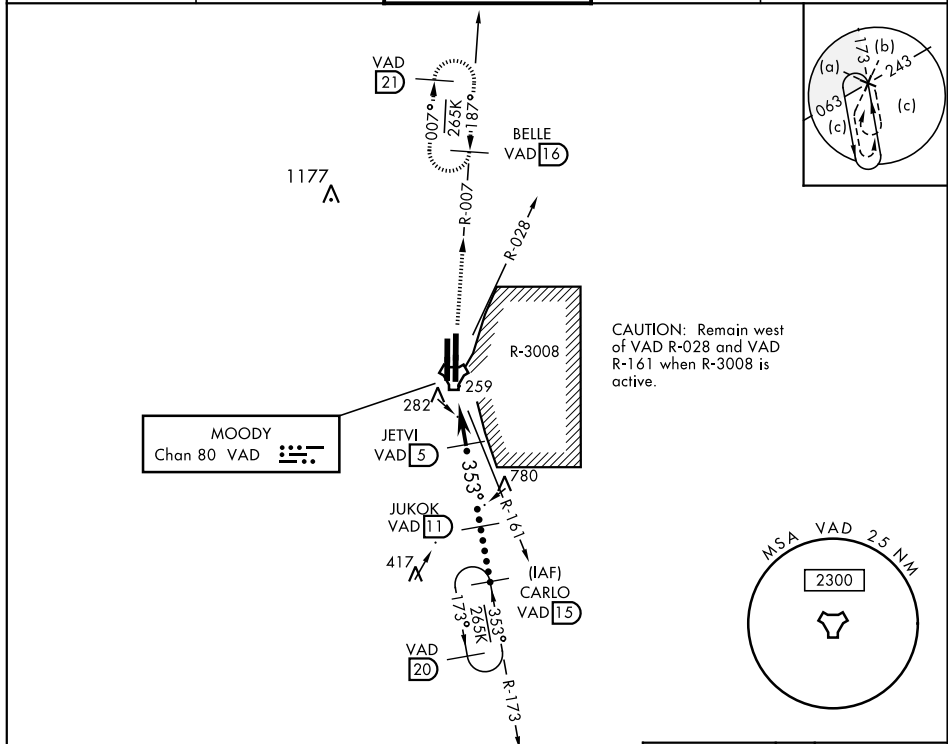 VAD
21
007°
265K
187°
BELLE
VAD 16
1177
R-007
R-028
R-3008
CAUTION: Remain west
of VAD R-028 and VAD
R-161 when R-3008 is
active.
259
282
MOODY
Chan 80 VAD
JETVI
VAD 5
353°
780
JUKOK
VAD 11
R-161
417
(IAF)
CARLO
VAD 15
173°
265K
353°
VAD
20
R-173
173
(b)
(a)
243
063
(c)
(c)
MSA VAD 25 NM
2300